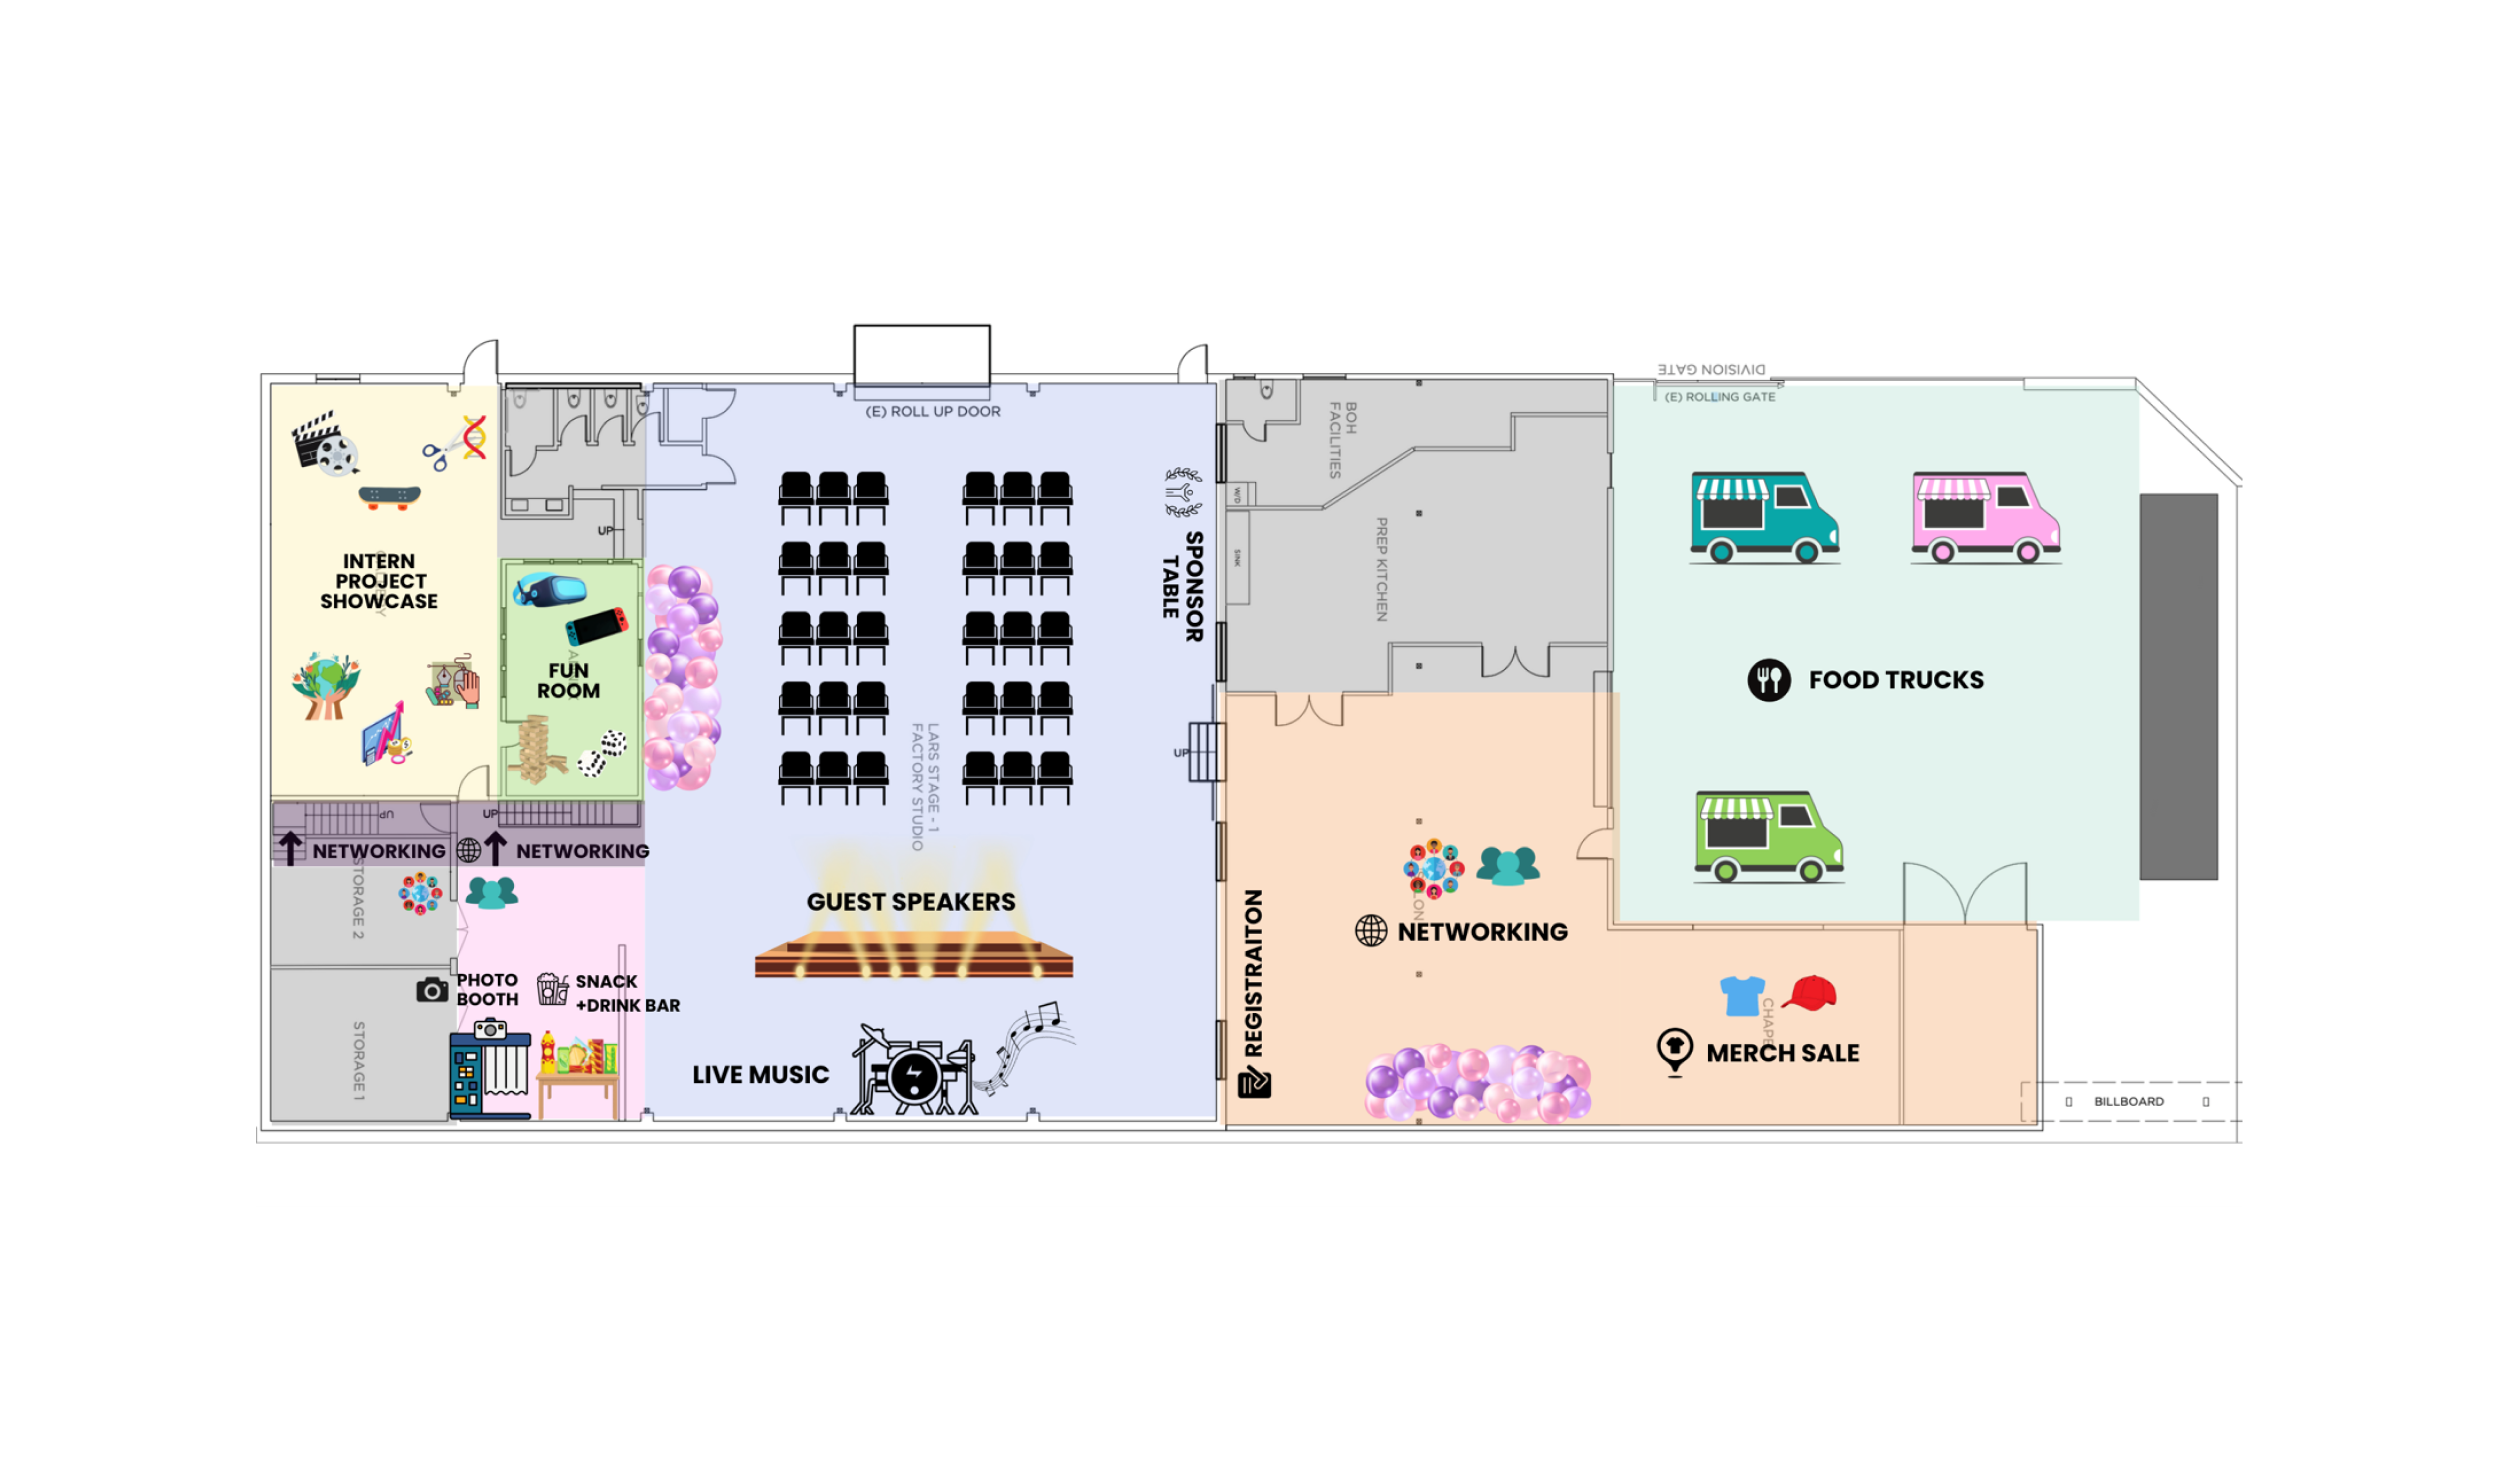 DIVISION GATE
(E) ROLLING GATE
(E) ROLL UP DOOR
BOH
FACILITIES
W/D
SINK
PREP KITCHEN
UP
SPONSOR
TABLE
INTERN
PROJECT
SHOWCASE
FUN
ROOM
FOOD TRUCKS
LARS STAGE - 1
FACTORY STUDIO
UP
UP
UP
NETWORKING
NETWORKING
STORAGE 2
GUEST SPEAKERS
REGISTRAITON
NETWORKING
PHOTO
BOOTH
SNACK
+DRINK BAR
STORAGE 1
LIVE MUSIC
MERCH SALE
BILLBOARD